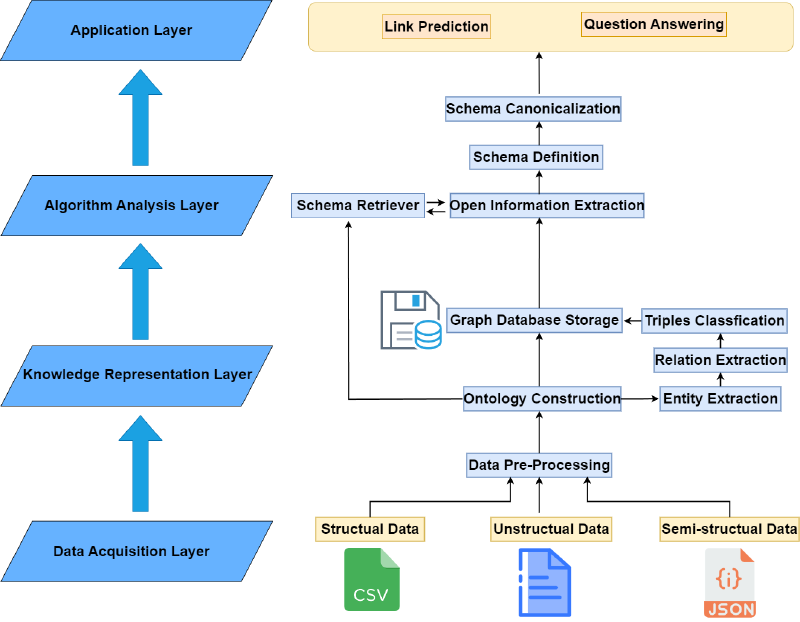 Application Layer
Link Prediction
Question Answering
Schema Canonicalization
Schema Definition
Algorithm Analysis Layer
Schema Retriever
Open Information Extraction
Graph Database Storage
Triples Classfication
Relation Extraction
Knowledge Representation Layer
Ontology Construction
Entity Extraction
Data Pre-Processing
Structual Data
Unstructual Data
Semi-structual Data
Data Acquisition Layer
CSV
{i}
JSON